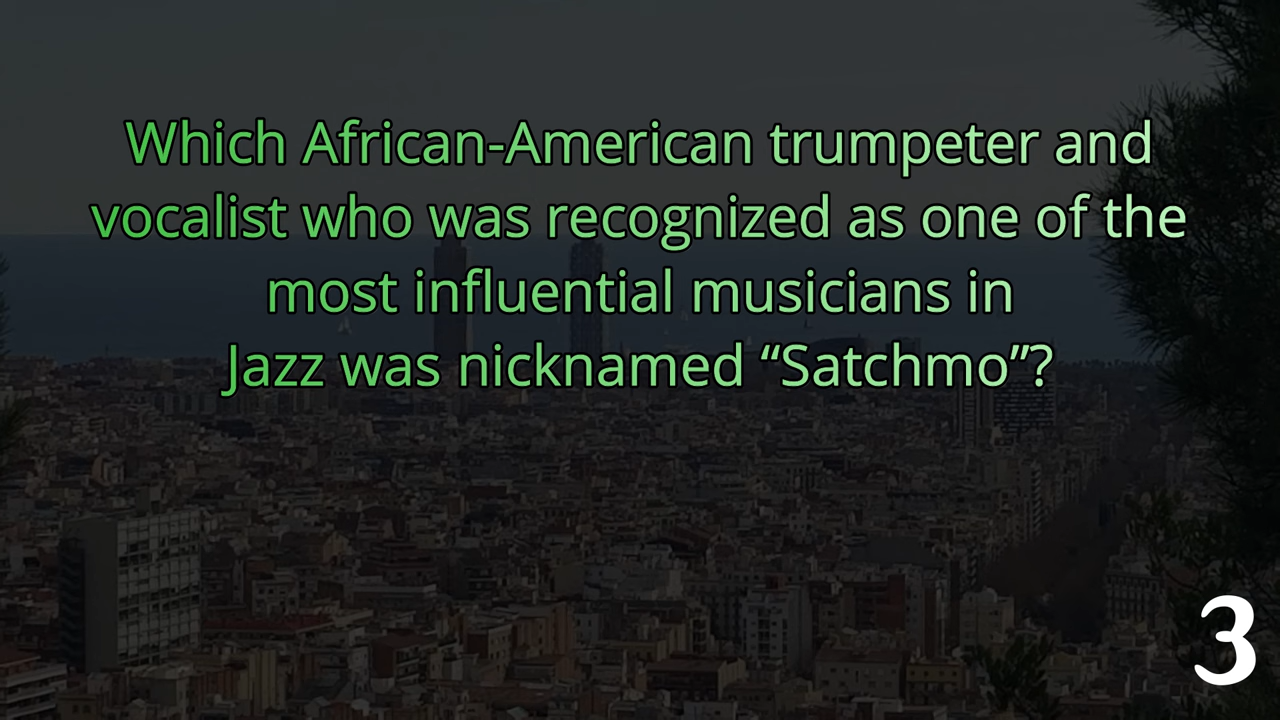 Which African-American trumpeter and
vocalist who was recognized as one of the
most influential musicians in
Jazz was nicknamed “Satchmo”?
3